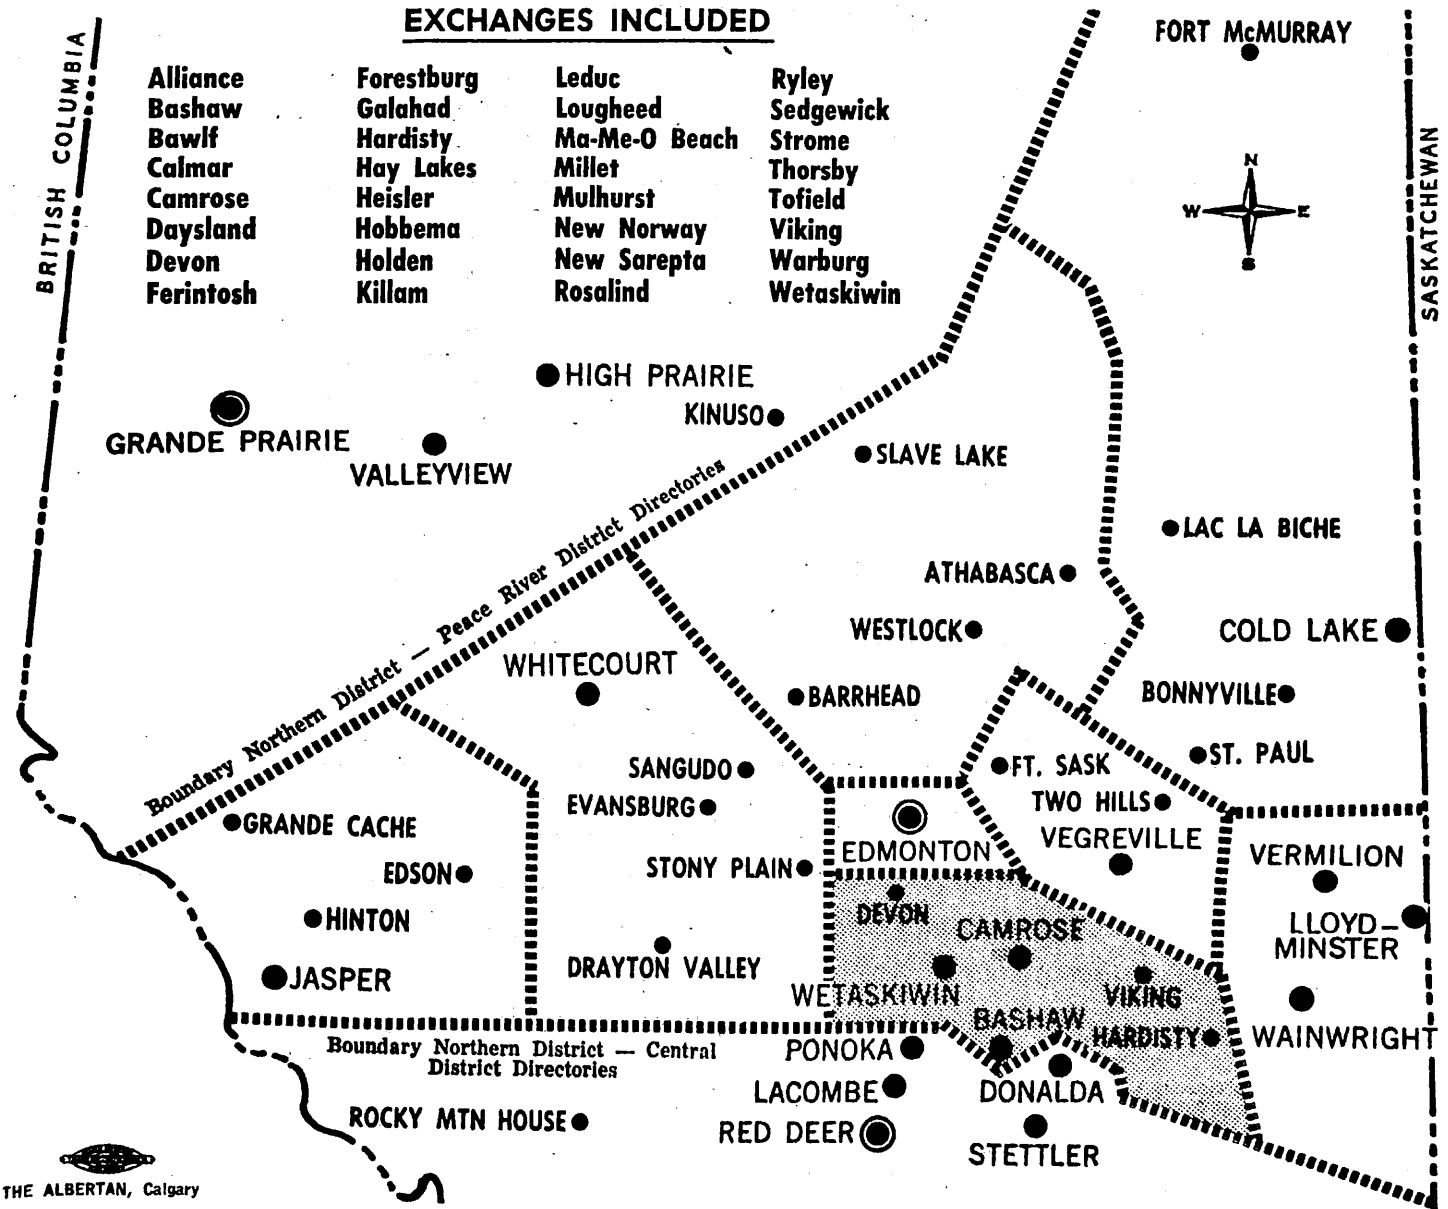 EXCHANGES INCLUDED
Alliance
Bashaw
Bawlf
Calmar
Camrose
Daysland
Devon
Ferintosh
Forestburg
Galahad
Hardisty
Hay Lakes
Heisler
Hobbema
Holden
Killam
Leduc
Lougheed
Ma-Me-O Beach
Millet
Mulhurst
New Norway
New Sarepta
Rosalind
Ryley
Sedgewick
Strome
Thorsby
Tofield
Viking
Warburg
Wetaskiwin
BRITISH COLUMBIA
FORT McMURRAY
SASKATCHEWAN
N
W
E
S
HIGH PRAIRIE
KINUSO
GRANDE PRAIRIE
VALLEYVIEW
SLAVE LAKE
Boundary Northern District — Peace River District Directories
LAC LA BICHE
ATHABASCA
WESTLOCK
COLD LAKE
WHITECOURT
BARRHEAD
BONNYVILLE
ST. PAUL
SANGUDO
FT. SASK
EVANSBURG
TWO HILLS
GRANDE CACHE
EDMONTON
VEGREVILLE
VERMILION
EDSON
STONY PLAIN
HINTON
DEVON
CAMROSE
LLOYD-
MINSTER
JASPER
DRAYTON VALLEY
WETASKIWIN
VIKING
BASHAW
HARDISTY
WAINWRIGHT
Boundary Northern District — Central
District Directories
PONOKA
LACOMBE
DONALDA
ROCKY MTN HOUSE
RED DEER
STETTLER
THE ALBERTAN, Calgary